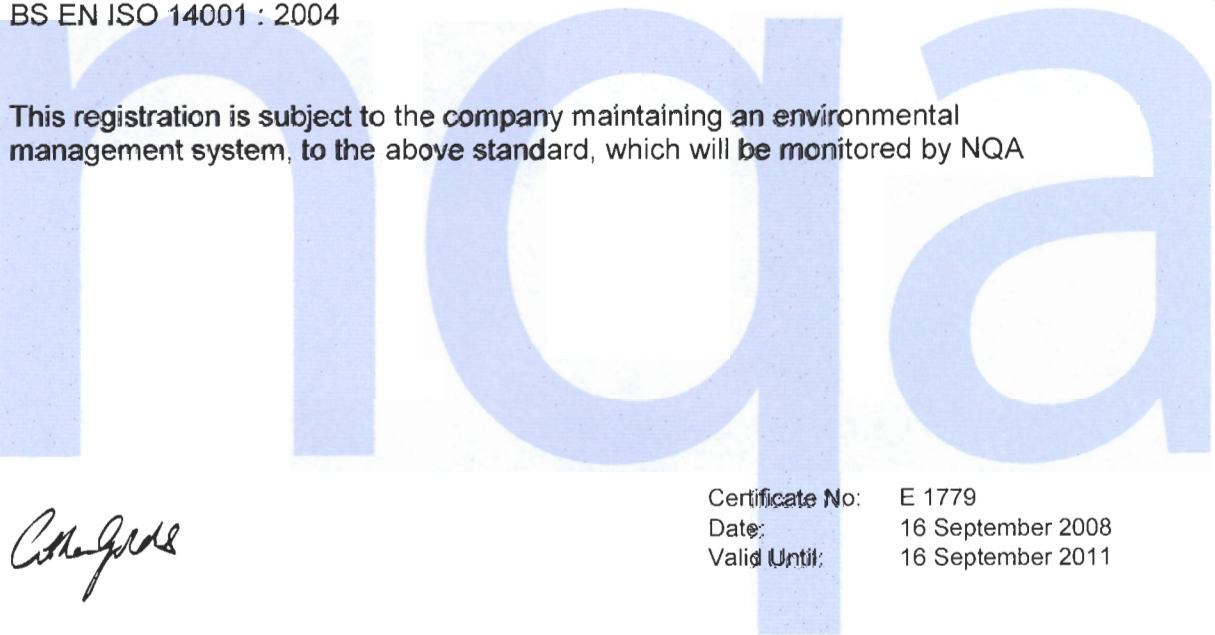 BS EN ISO 14001 : 2004
This registration is subject to the company maintaining an environmental
management system, to the above standard, which will be monitored by NQA
nqa
Certificate No: E 1779
Date: 16 September 2008
Valid Until: 16 September 2011